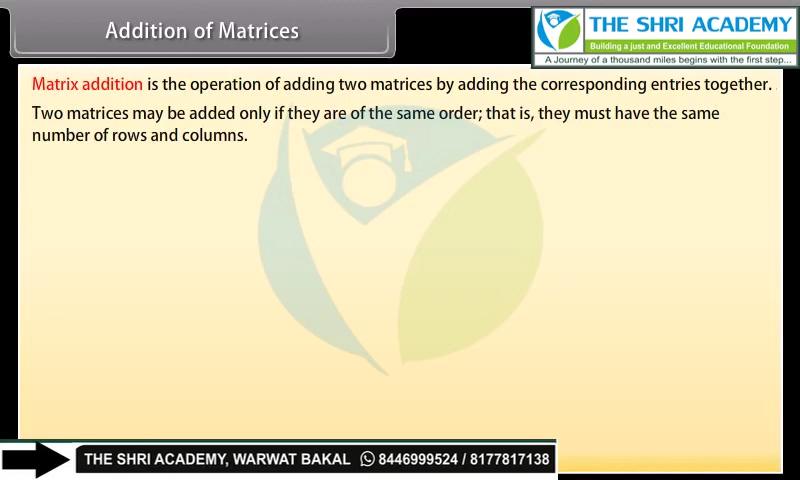 Addition of Matrices
THE SHRI ACADEMY
Building a just and Excellent Educational Foundation
A Journey of a thousand miles begins with the first step...
Matrix addition is the operation of adding two matrices by adding the corresponding entries together.
Two matrices may be added only if they are of the same order; that is, they must have the same
number of rows and columns.
THE SHRI ACADEMY, WARWAT BAKAL 8446999524 / 8177817138